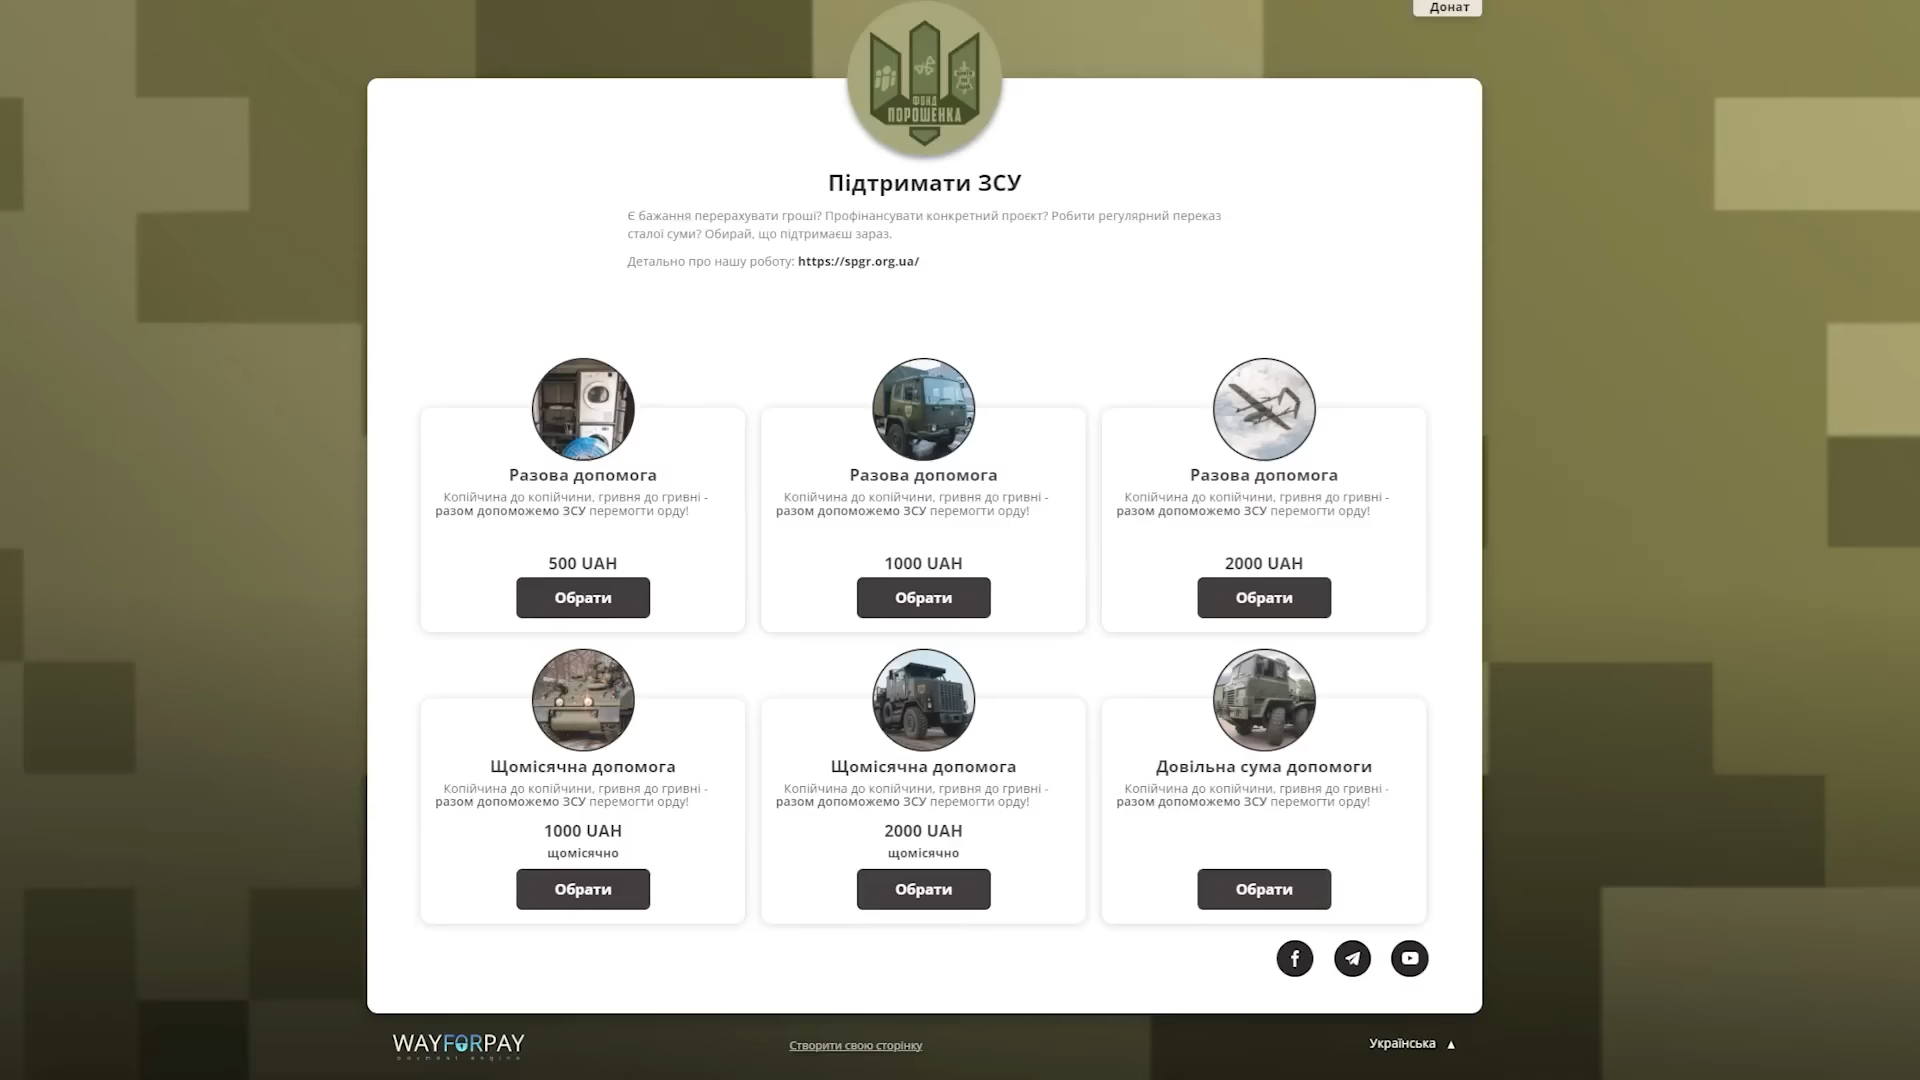 Донат
ФОНД
ПОРОШЕНКА
Підтримати ЗСУ
Є бажання перерахувати гроші? Профінансувати конкретний проєкт? Робити регулярний переказ
сталої суми? Обирай, що підтримаєш зараз.
Детально про нашу роботу: https://spgr.org.ua/
Разова допомога
Копійчина до копійчини, гривня до гривні -
разом допоможемо ЗСУ перемогти орду!
500 UAH
Обрати
Разова допомога
Копійчина до копійчини, гривня до гривні -
разом допоможемо ЗСУ перемогти орду!
1000 UAH
Обрати
Разова допомога
Копійчина до копійчини, гривня до гривні -
разом допоможемо ЗСУ перемогти орду!
2000 UAH
Обрати
Щомісячна допомога
Копійчина до копійчини, гривня до гривні -
разом допоможемо ЗСУ перемогти орду!
1000 UAH
щомісячно
Обрати
Щомісячна допомога
Копійчина до копійчини, гривня до гривні -
разом допоможемо ЗСУ перемогти орду!
2000 UAH
щомісячно
Обрати
Довільна сума допомоги
Копійчина до копійчини, гривня до гривні -
разом допоможемо ЗСУ перемогти орду!
Обрати
WAYFORPAY
payment engine
Створити свою сторінку
Українська ▲